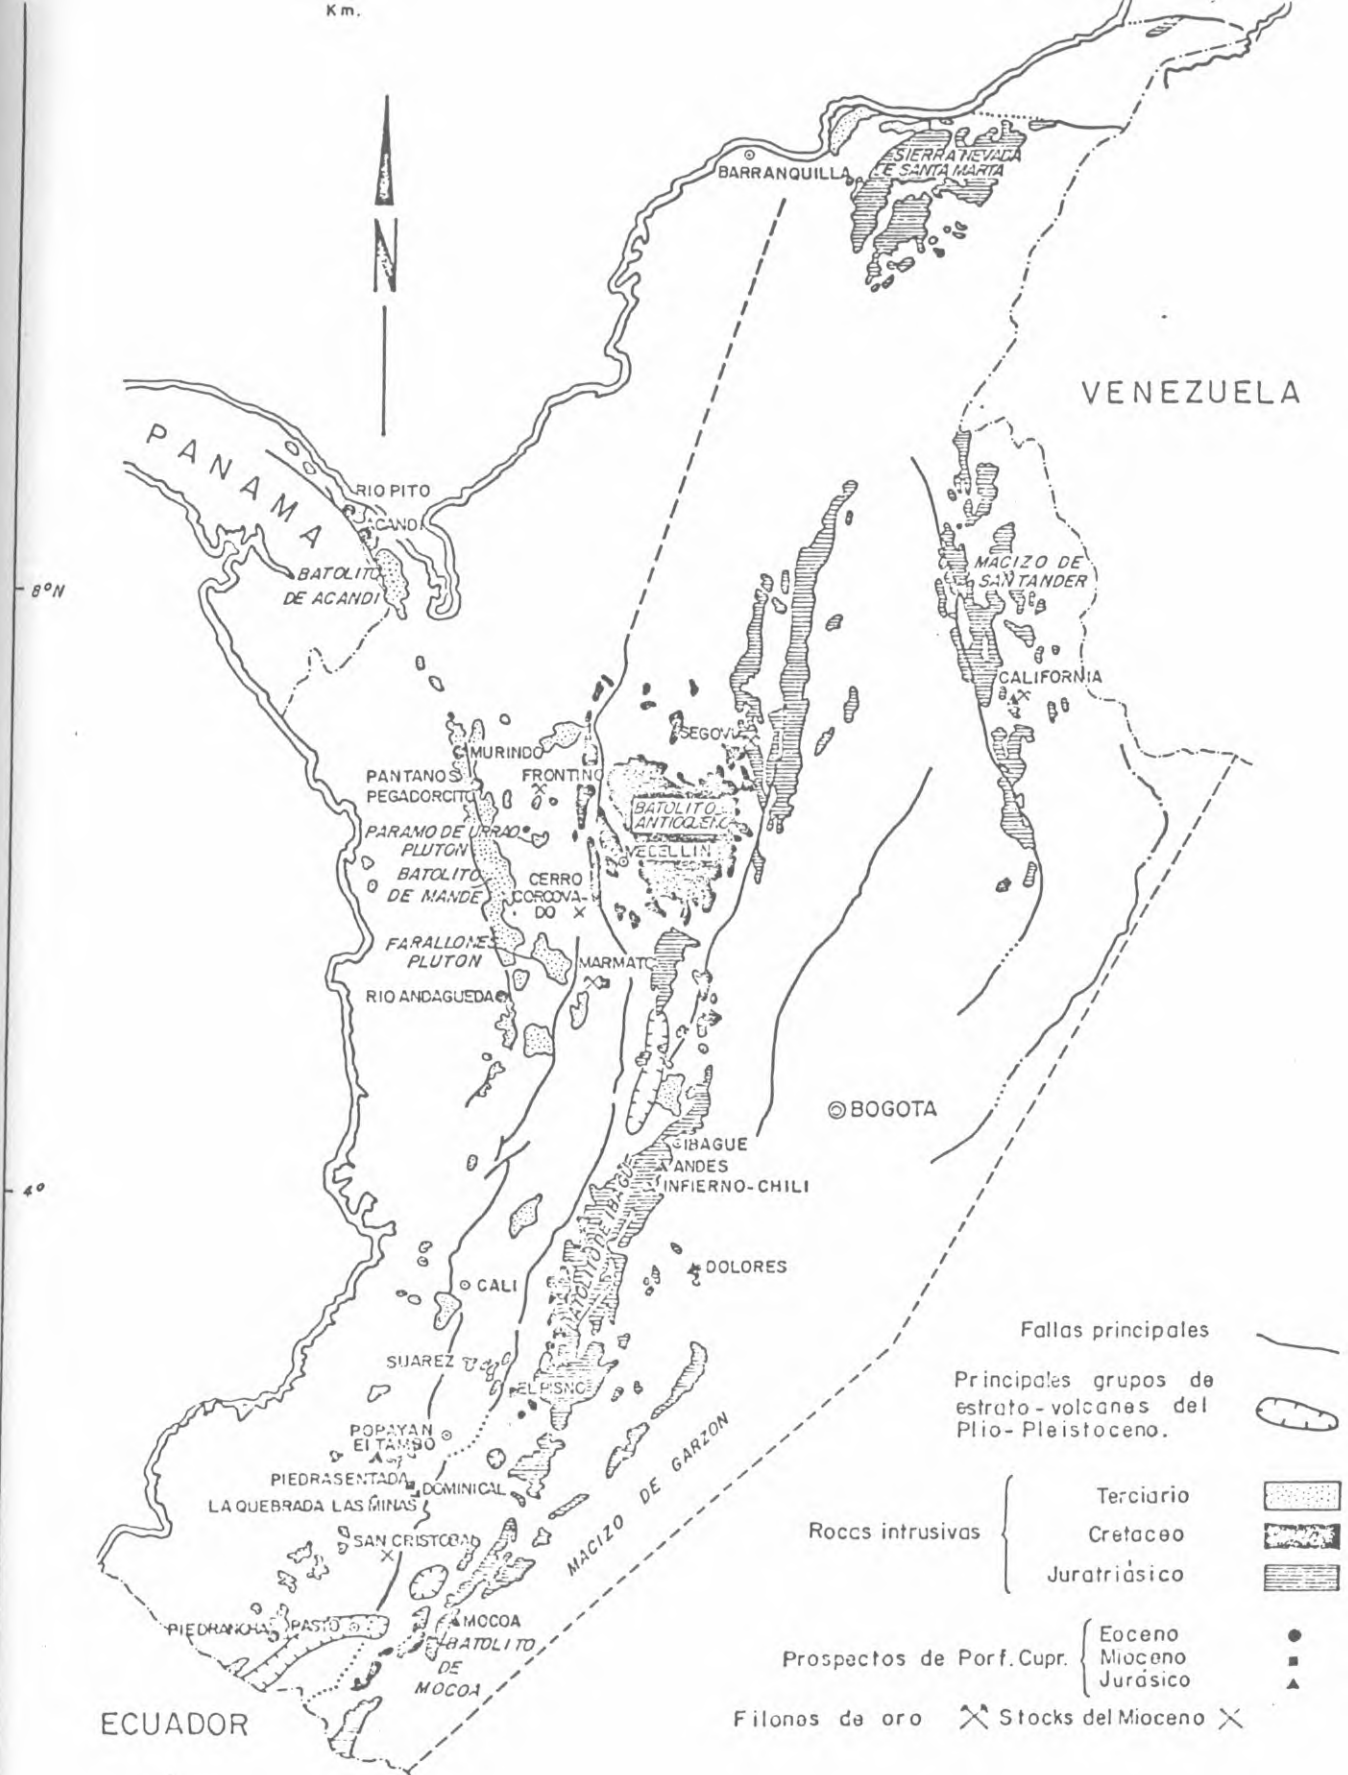 Km.
N
BARRANQUILLA
SIERRA NEVADA
DE SANTA MARTA
VENEZUELA
PANAMA
RIO PITO
ACANDI
BATOLITO
DE ACANDI
8°N
MACIZO DE
SANTANDER
CALIFORNIA
MURINDO
SEGOVIA
PANTANOS
PEGADORCITO
FRONTINO
BATOLITO
ANTIOQUENO
PARAMO DE URRAO
PLUTON
MEDELLIN
BATOLITO
DE MANDE
CERRO
CORCOVA-
DO
FARALLONES
PLUTON
MARMATO
RIO ANDAGUEDA
BOGOTA
IBAGUE
ANDES
INFIERNO-CHILI
4°
BATOLITO DE IBAGUE
DOLORES
CALI
SUAREZ
POPAYAN
El TAMBO
PIEDRASENTADA
DOMINICAL
LA QUEBRADA LAS MINAS
SAN CRISTOBAL
MACIZO DE GARZON
PIEDRANCHA
PASTO
MOCOA
BATOLITO
DE
MOCOA
ECUADOR
Fallas principales
Principales grupos de
estrato-volcanes del
Plio-Pleistoceno.
Rocas intrusivas
Terciario
Cretaceo
Juratriásico
Prospectos de Porf. Cupr.
Eoceno
Mioceno
Jurásico
Filones de oro
Stocks del Mioceno